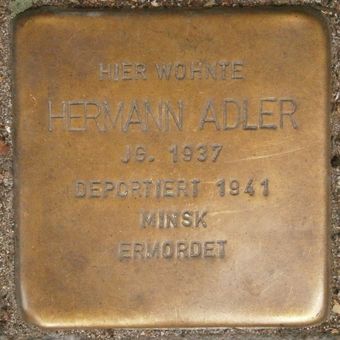 HIER WOHNTE
HERMANN ADLER
JG. 1937
DEPORTIERT 1941
MINSK
ERMORDET